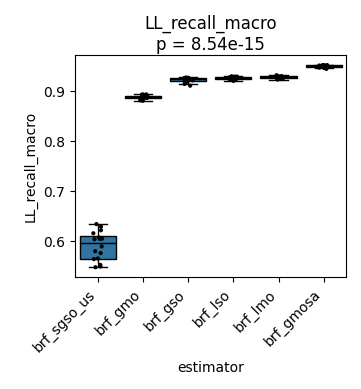 LL_recall_macro
p = 8.54e-15
LL_recall_macro
0.9
0.8
0.7
0.6
brf_sgso_us
brf_gmo
brf_gso
brf_lso
brf_lmo
brf_gmosa
estimator